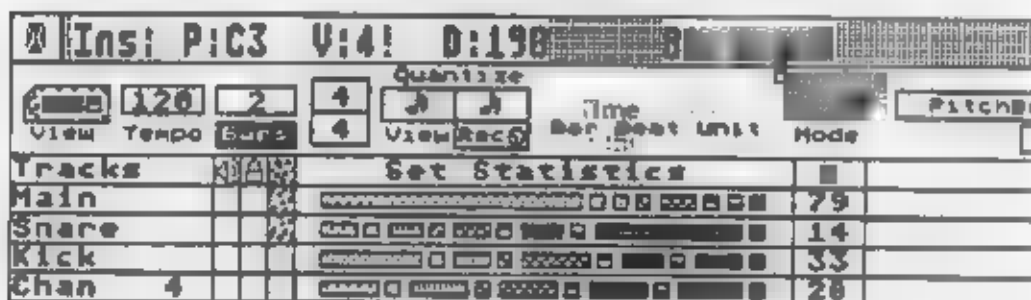 Ins: P:C3 V:4! D:190
Quantize
120 2 4
4
View Tempo Bars View Rec Time
Bar Beat Unit Mode PitchB
Tracks Set Statistics
Main 79
Snare 14
Kick 33
Chan 4 28